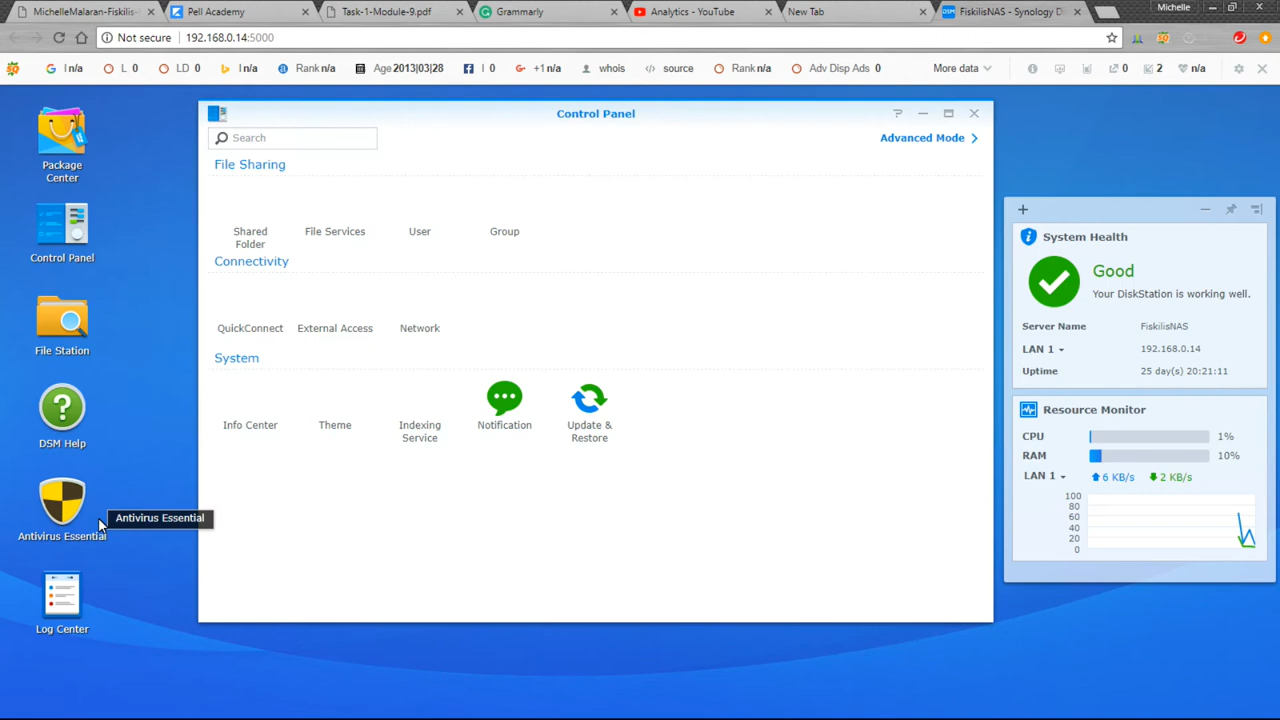 MichelleMalaran-Fiskilis-
Pell Academy
Task-1-Module-9.pdf
Grammarly
Analytics - YouTube
New Tab
FiskilisNAS - Synology D
Michelle
Not secure
192.168.0.14:5000
I n/a
L 0
LD 0
I n/a
Rank n/a
Age 2013|03|28
I 0
+1 n/a
whois
source
Rank n/a
Adv Disp Ads 0
More data
0
2
n/a
Control Panel
Search
Advanced Mode
File Sharing
Shared Folder
File Services
User
Group
Connectivity
QuickConnect
External Access
Network
System
Info Center
Theme
Indexing Service
Notification
Update & Restore
Package Center
Control Panel
File Station
DSM Help
Antivirus Essential
Antivirus Essential
Log Center
System Health
Good
Your DiskStation is working well.
Server Name FiskilisNAS
LAN 1 192.168.0.14
Uptime 25 day(s) 20:21:11
Resource Monitor
CPU 1%
RAM 10%
LAN 1 6 KB/s 2 KB/s
100
80
60
40
20
0